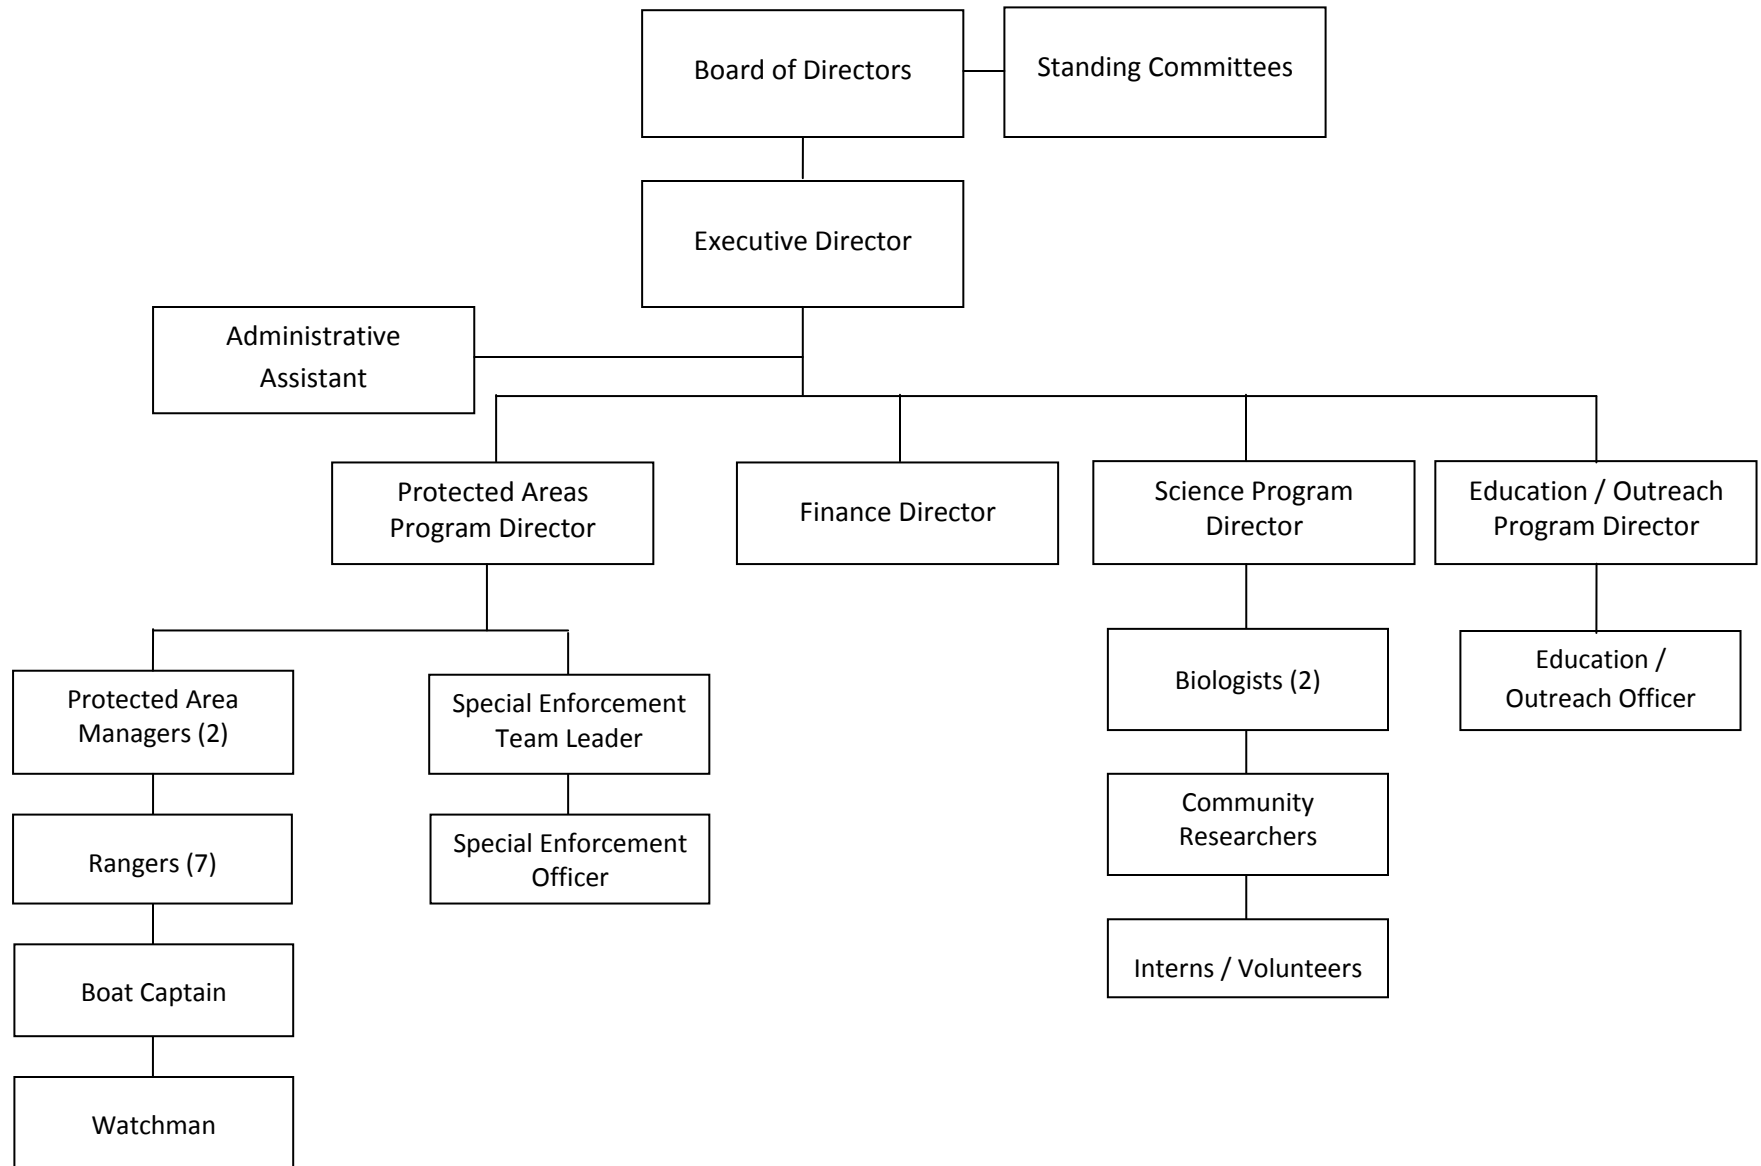 Board of Directors
Standing Committees
Executive Director
Administrative
Assistant
Protected Areas
Program Director
Finance Director
Science Program
Director
Education / Outreach
Program Director
Protected Area
Managers (2)
Special Enforcement
Team Leader
Biologists (2)
Education /
Outreach Officer
Rangers (7)
Special Enforcement
Officer
Community
Researchers
Boat Captain
Interns / Volunteers
Watchman